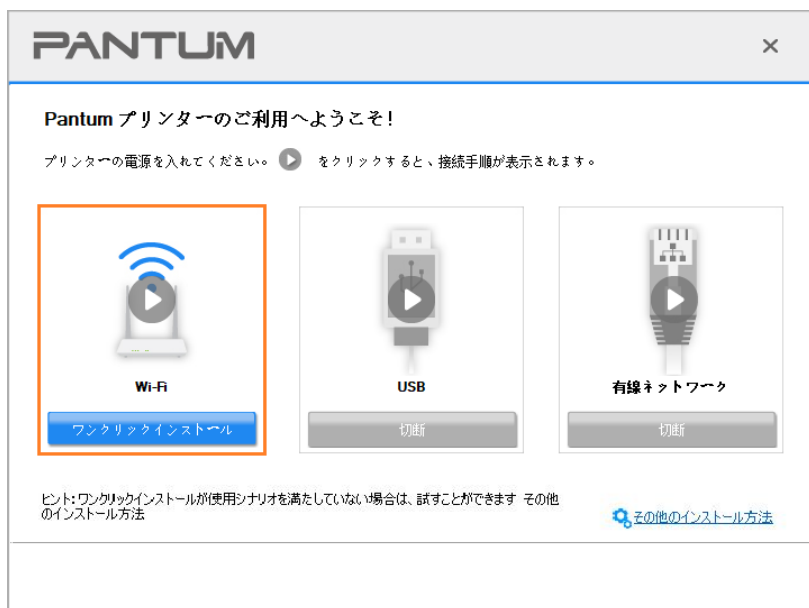 PANTUM
Pantum プリンターのご利用へようこそ!
プリンターの電源を入れてください。 をクリックすると、接続手順が表示されます。
Wi-Fi
ワンクリックインストール
USB
切断
有線ネットワーク
切断
ヒント:ワンクリックインストールが使用シナリオを満たしていない場合は、試すことができます その他
のインストール方法
その他のインストール方法